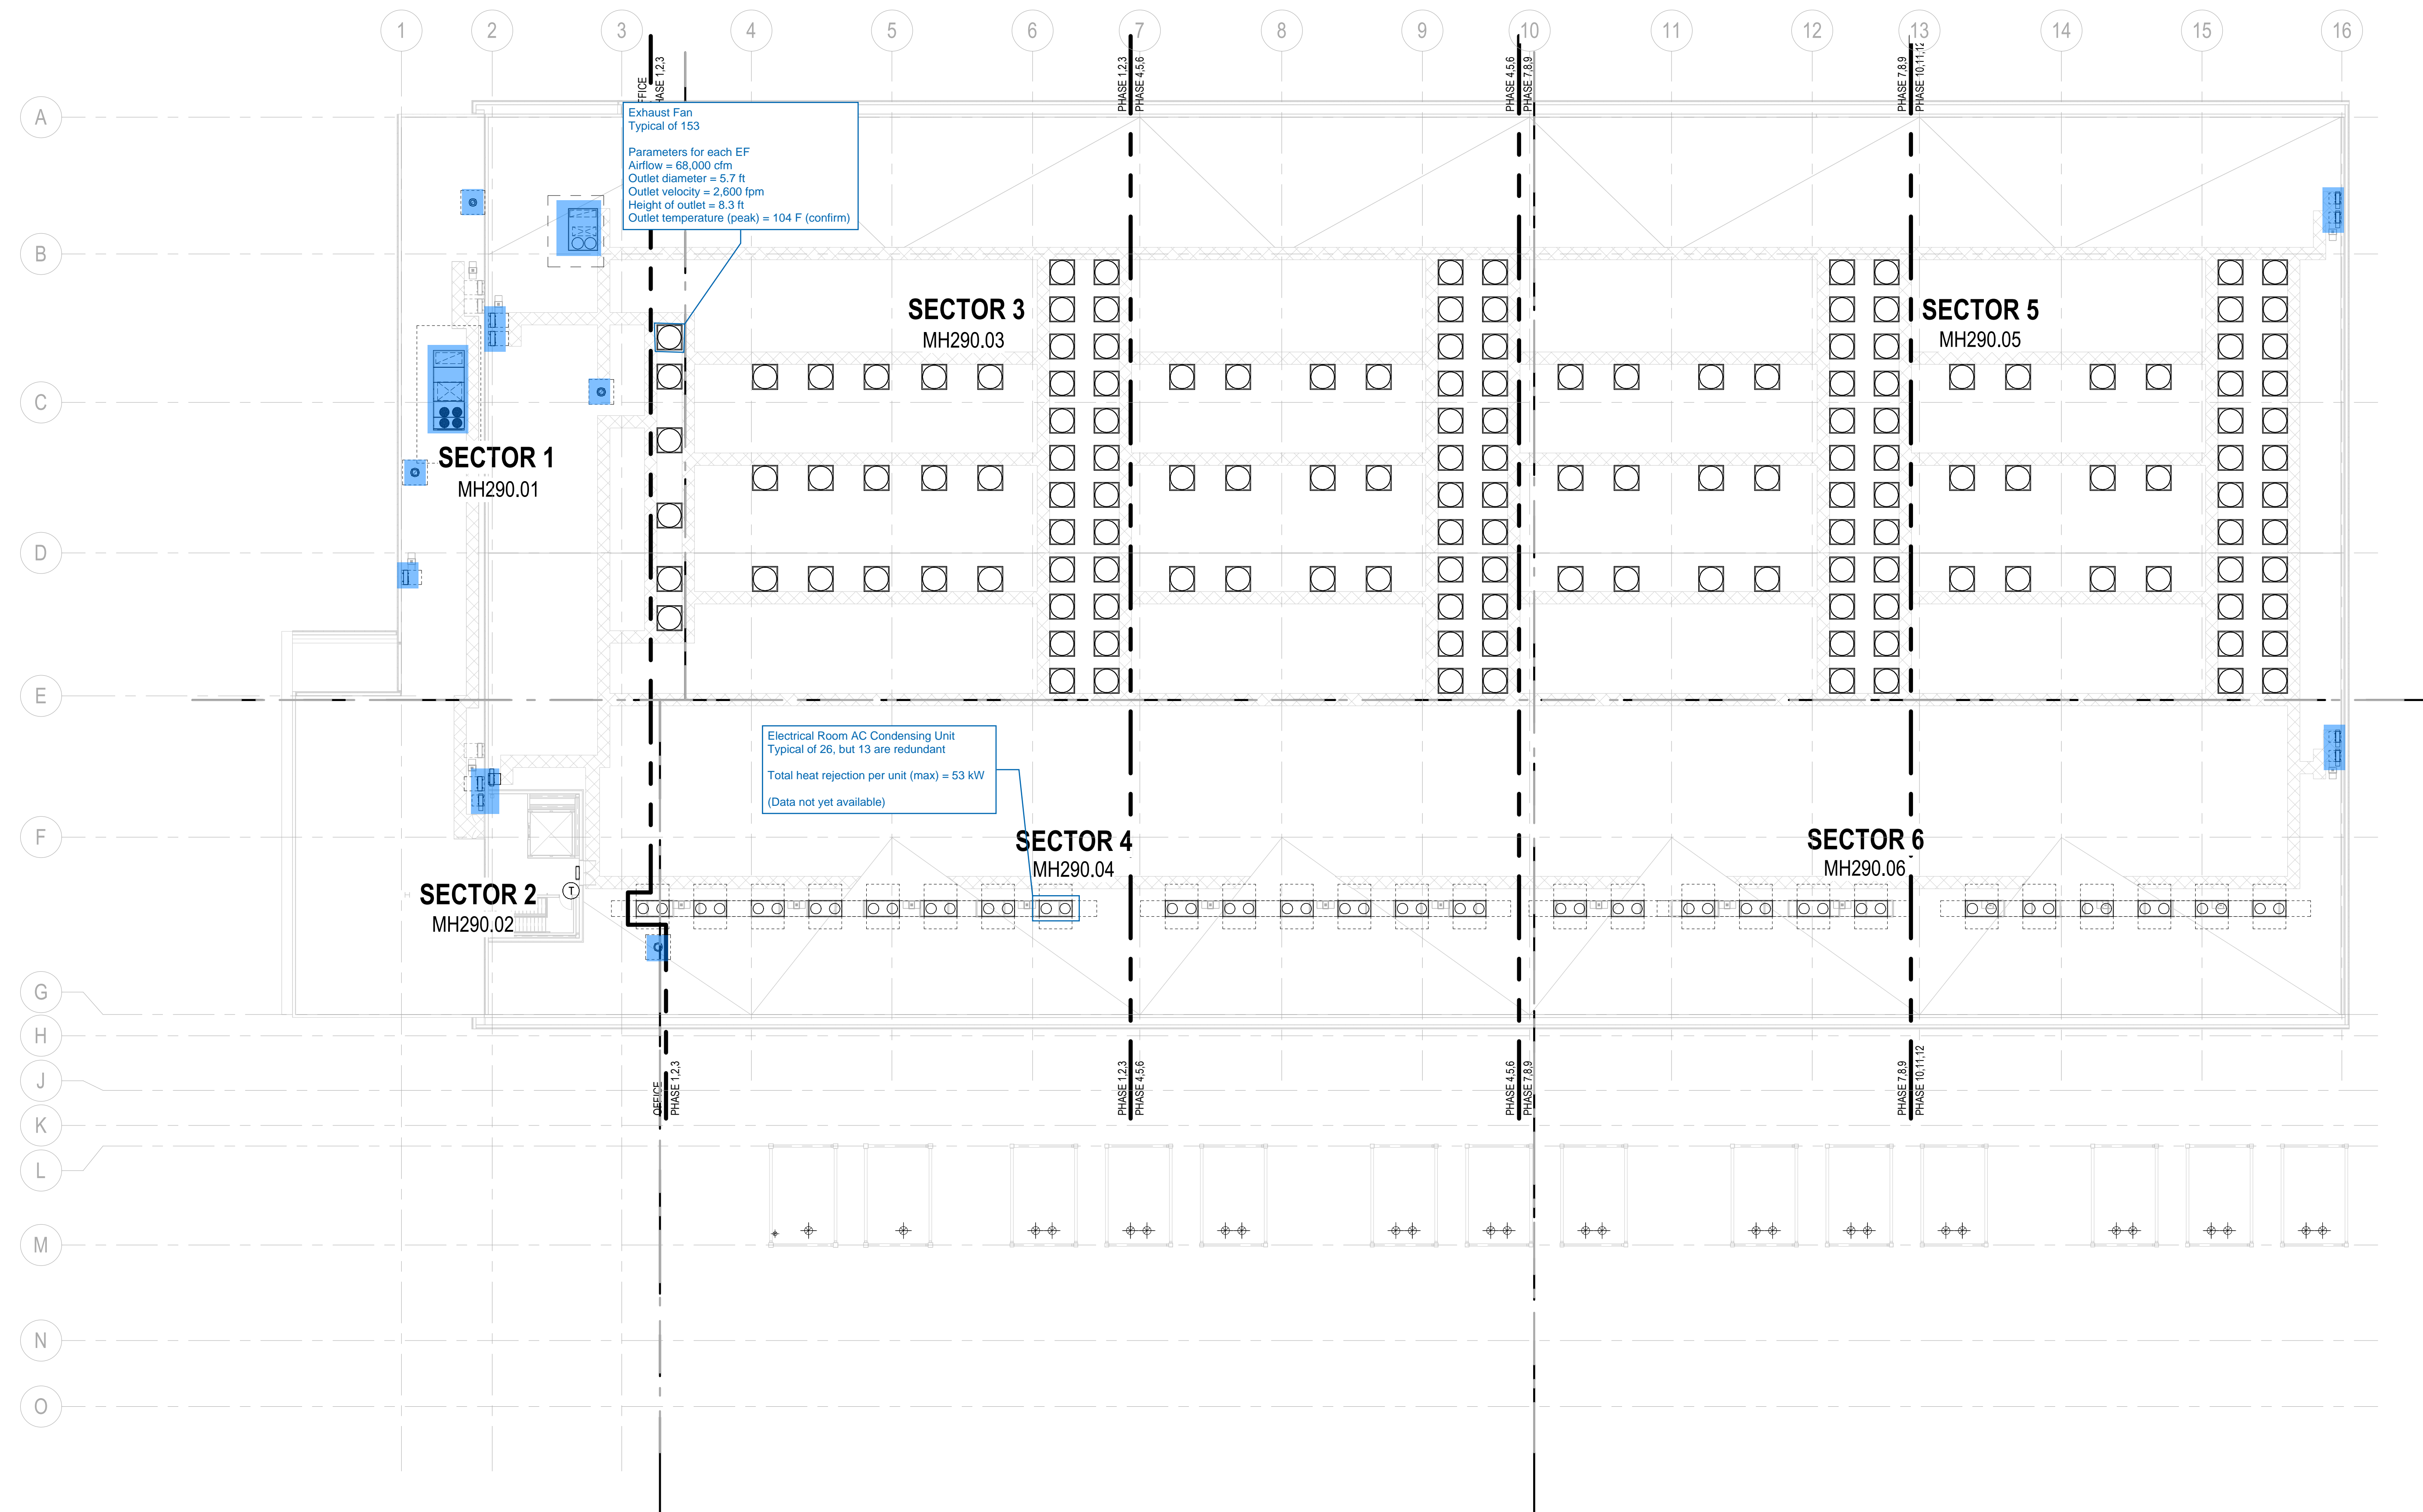 1
2
3
4
5
6
7
8
9
10
11
12
13
14
15
16
PHASE 1,2,3
PHASE 4,5,6
PHASE 4,5,6
PHASE 7,8,9
PHASE 7,8,9
PHASE 10,11,12
A
Exhaust Fan
Typical of 153
Parameters for each EF
Airflow = 68,000 cfm
Outlet diameter = 5.7 ft
Outlet velocity = 2,600 fpm
Height of outlet = 8.3 ft
Outlet temperature (peak) = 104 F (confirm)
B
SECTOR 3
MH290.03
SECTOR 5
MH290.05
C
SECTOR 1
MH290.01
D
E
Electrical Room AC Condensing Unit
Typical of 26, but 13 are redundant
Total heat rejection per unit (max) = 53 kW
(Data not yet available)
F
SECTOR 4
MH290.04
SECTOR 6
MH290.06
SECTOR 2
MH290.02
T
G
H
J
OFFICE
PHASE 1,2,3
PHASE 1,2,3
PHASE 4,5,6
PHASE 4,5,6
PHASE 7,8,9
PHASE 7,8,9
PHASE 10,11,12
K
L
M
N
O